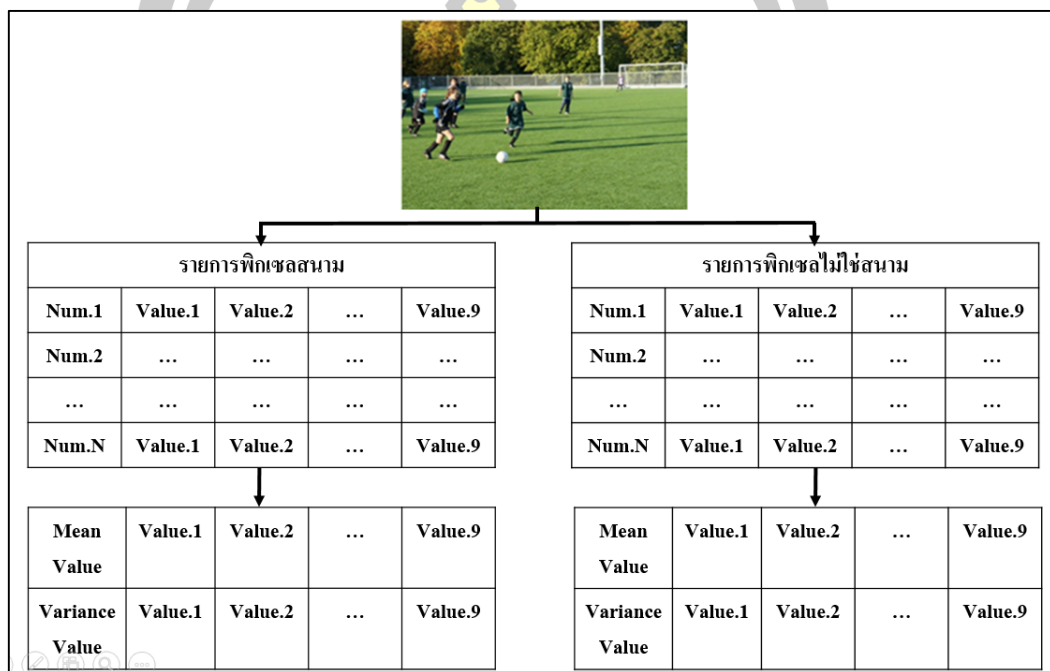 รายการพิกเซลสนาม
Num.1 Value.1 Value.2 ... Value.9
Num.2 ... ... ... ...
... ... ... ... ...
Num.N Value.1 Value.2 ... Value.9
Mean Value Value.1 Value.2 ... Value.9
Variance Value Value.1 Value.2 ... Value.9
รายการพิกเซลไม่ใช่สนาม
Num.1 Value.1 Value.2 ... Value.9
Num.2 ... ... ... ...
... ... ... ... ...
Num.N Value.1 Value.2 ... Value.9
Mean Value Value.1 Value.2 ... Value.9
Variance Value Value.1 Value.2 ... Value.9